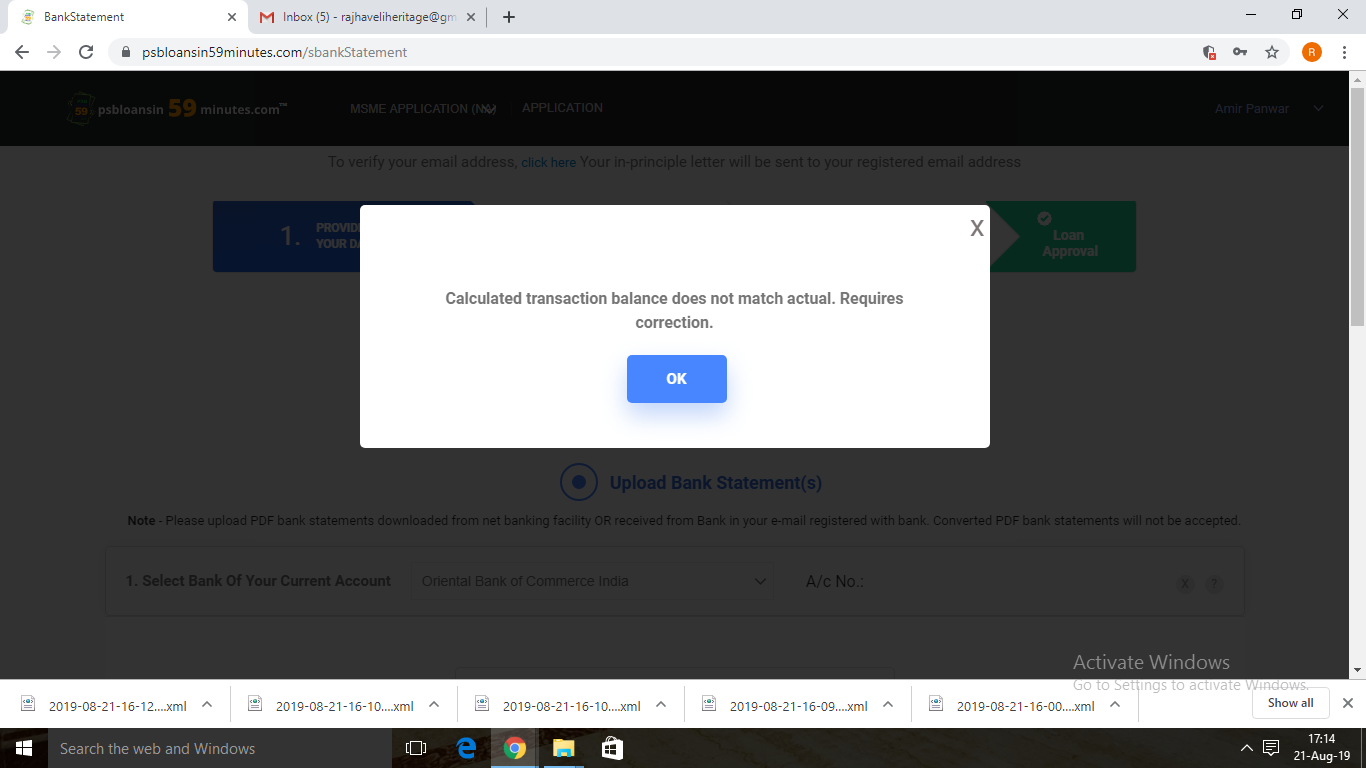 BankStatement
Inbox (5) - rajhaveliheritage@gm
psbloansin59minutes.com/sbankStatement
R
59 psbloansin 59 minutes.com™
MSME APPLICATION (N
APPLICATION
Amir Panwar
To verify your email address, click here Your in-principle letter will be sent to your registered email address
1.
PROVID
YOUR DA
Loan
Approval
X
Calculated transaction balance does not match actual. Requires
correction.
OK
Upload Bank Statement(s)
Note - Please upload PDF bank statements downloaded from net banking facility OR received from Bank in your e-mail registered with bank. Converted PDF bank statements will not be accepted.
1. Select Bank Of Your Current Account
Oriental Bank of Commerce India
A/c No.:
X
?
Activate Windows
Go to Settings to activate Windows.
2019-08-21-16-12....xml
2019-08-21-16-10....xml
2019-08-21-16-10....xml
2019-08-21-16-09....xml
2019-08-21-16-00....xml
Show all
Search the web and Windows
17:14
21-Aug-19